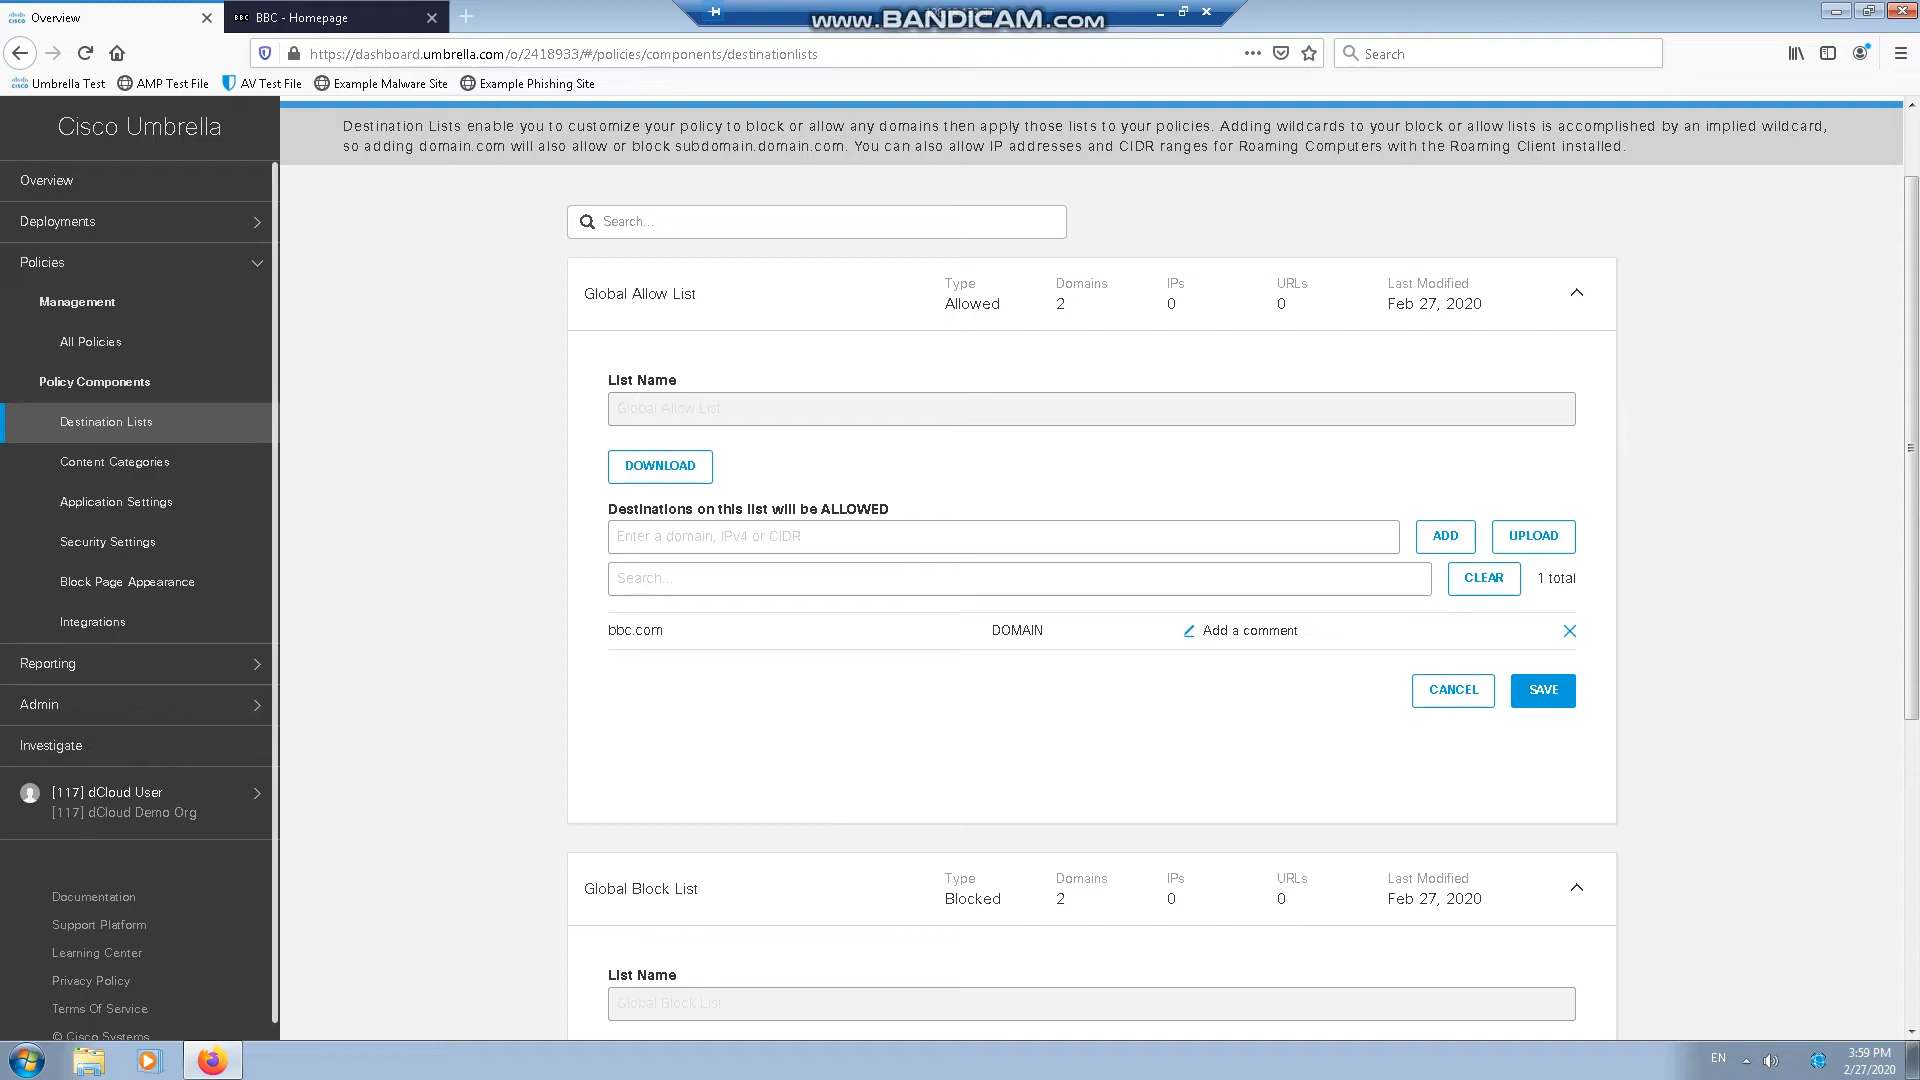 Overview
BBC - Homepage
www.BANDICAM.com
https://dashboard.umbrella.com/o/2418933/#/policies/components/destinationlists
Search
Umbrella Test
AMP Test File
AV Test File
Example Malware Site
Example Phishing Site
Cisco Umbrella
Overview
Deployments
Policies
Management
All Policies
Policy Components
Destination Lists
Content Categories
Application Settings
Security Settings
Block Page Appearance
Integrations
Reporting
Admin
Investigate
[117] dCloud User
[117] dCloud Demo Org
Documentation
Support Platform
Learning Center
Privacy Policy
Terms Of Service
© Cisco Systems
Destination Lists enable you to customize your policy to block or allow any domains then apply those lists to your policies. Adding wildcards to your block or allow lists is accomplished by an implied wildcard,
so adding domain.com will also allow or block subdomain.domain.com. You can also allow IP addresses and CIDR ranges for Roaming Computers with the Roaming Client installed.
Search...
Global Allow List
Type
Allowed
Domains
2
IPs
0
URLs
0
Last Modified
Feb 27, 2020
List Name
Global Allow List
DOWNLOAD
Destinations on this list will be ALLOWED
Enter a domain, IPv4 or CIDR
ADD
UPLOAD
Search...
CLEAR
1 total
bbc.com
DOMAIN
Add a comment
CANCEL
SAVE
Global Block List
Type
Blocked
Domains
2
IPs
0
URLs
0
Last Modified
Feb 27, 2020
List Name
Global Block List
EN
3:59 PM
2/27/2020